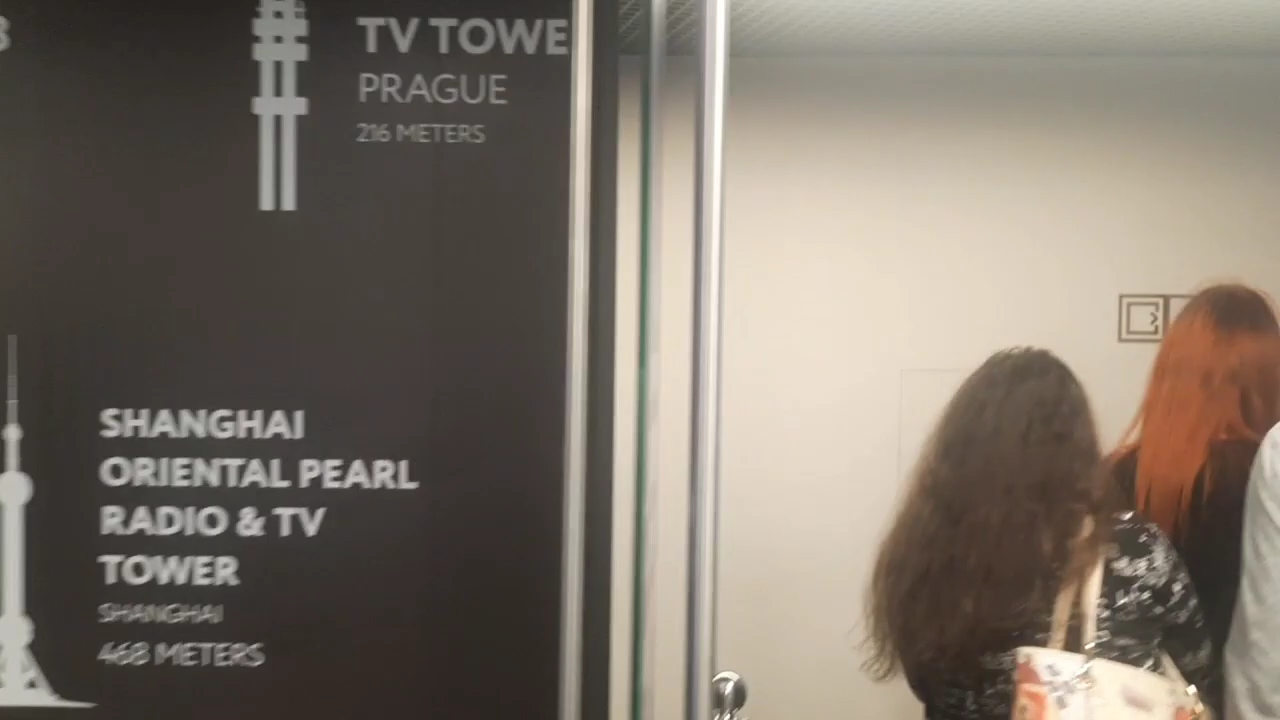 TV TOWE
PRAGUE
216 METERS
SHANGHAI
ORIENTAL PEARL
RADIO & TV
TOWER
SHANGHAI
468 METERS